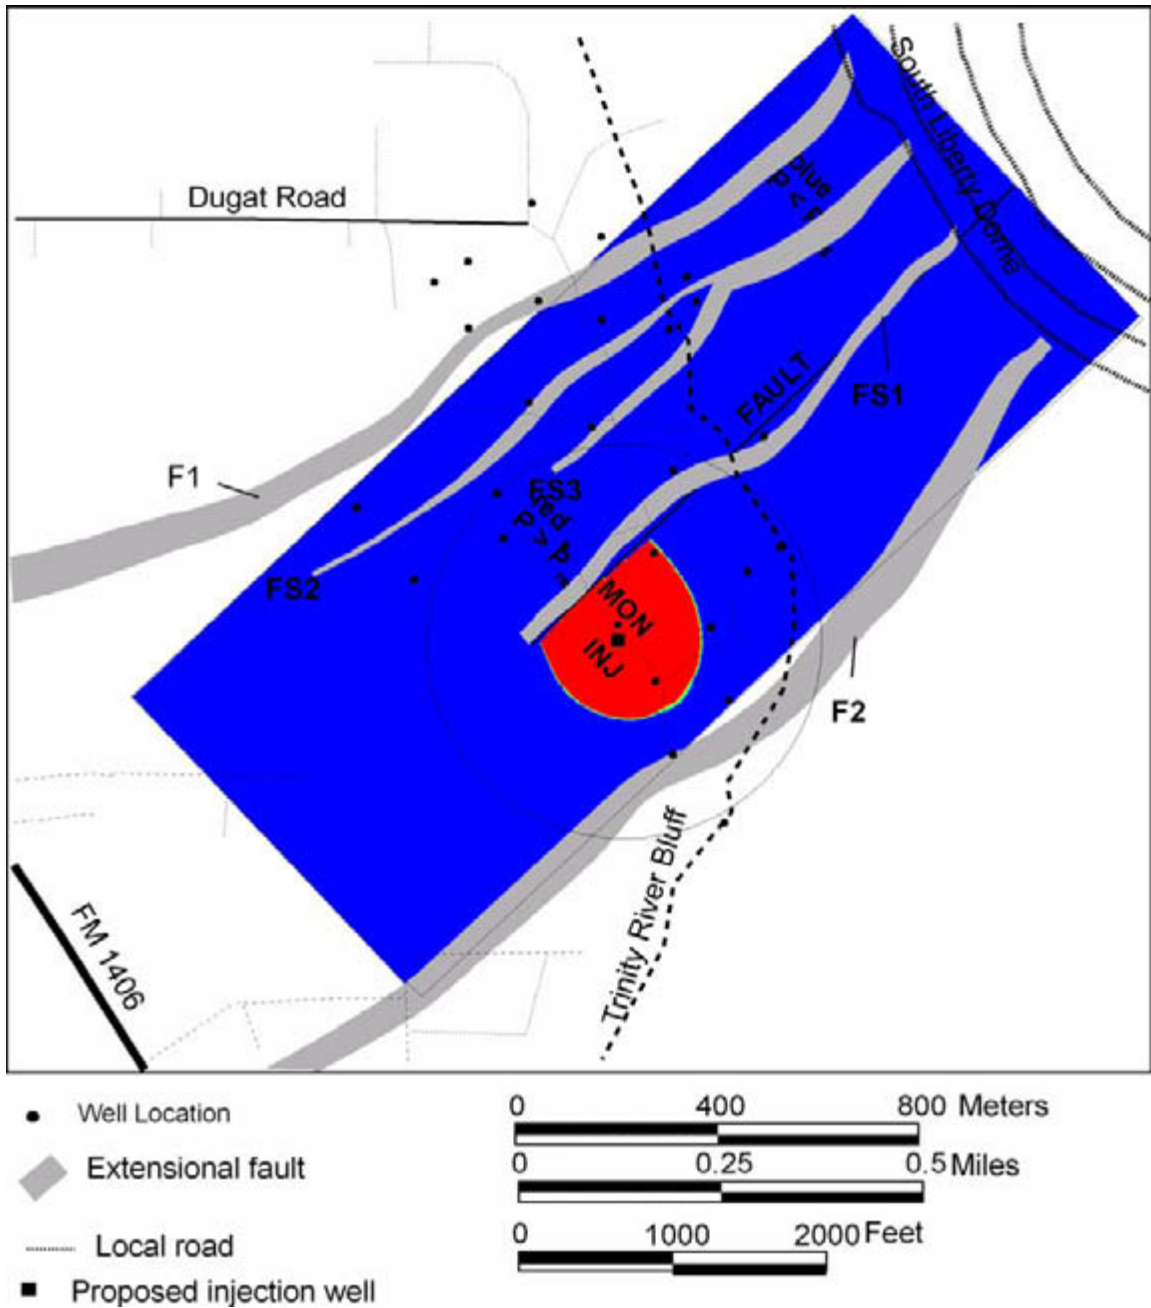 South Liberty Dome
blue
P < P
Dugat Road
FAULT
FS1
F1
FS3
red
P > P
FS2
MON
INJ
F2
Trinity River Bluff
FM 1406
Well Location
Extensional fault
Local road
Proposed injection well
0 400 800 Meters
0 0.25 0.5 Miles
0 1000 2000 Feet